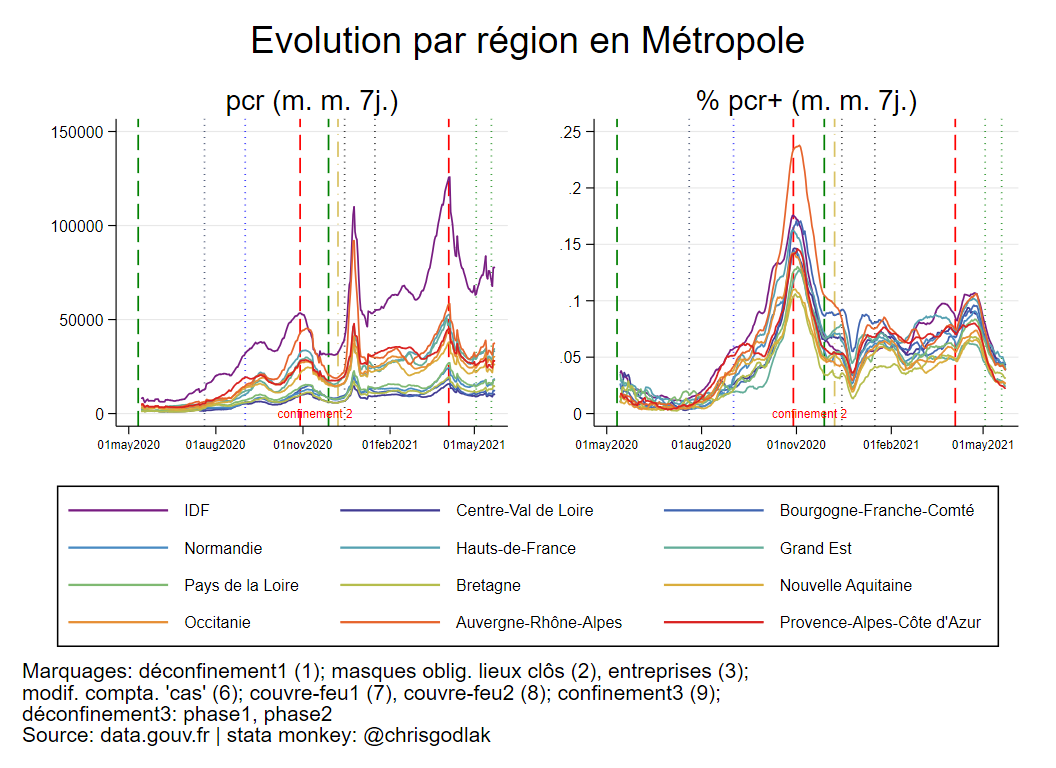 Evolution par région en Métropole
pcr (m. m. 7j.)
150000
100000
50000
0
confinement 2
01may2020 01aug2020 01nov2020 01feb2021 01may2021
% pcr+ (m. m. 7j.)
.25
.2
.15
.1
.05
0
confinement 2
01may2020 01aug2020 01nov2020 01feb2021 01may2021
IDF Centre-Val de Loire Bourgogne-Franche-Comté
Normandie Hauts-de-France Grand Est
Pays de la Loire Bretagne Nouvelle Aquitaine
Occitanie Auvergne-Rhône-Alpes Provence-Alpes-Côte d'Azur
Marquages: déconfinement1 (1); masques oblig. lieux clôs (2), entreprises (3);
modif. compta. 'cas' (6); couvre-feu1 (7), couvre-feu2 (8); confinement3 (9);
déconfinement3: phase1, phase2
Source: data.gouv.fr | stata monkey: @chrisgodlak